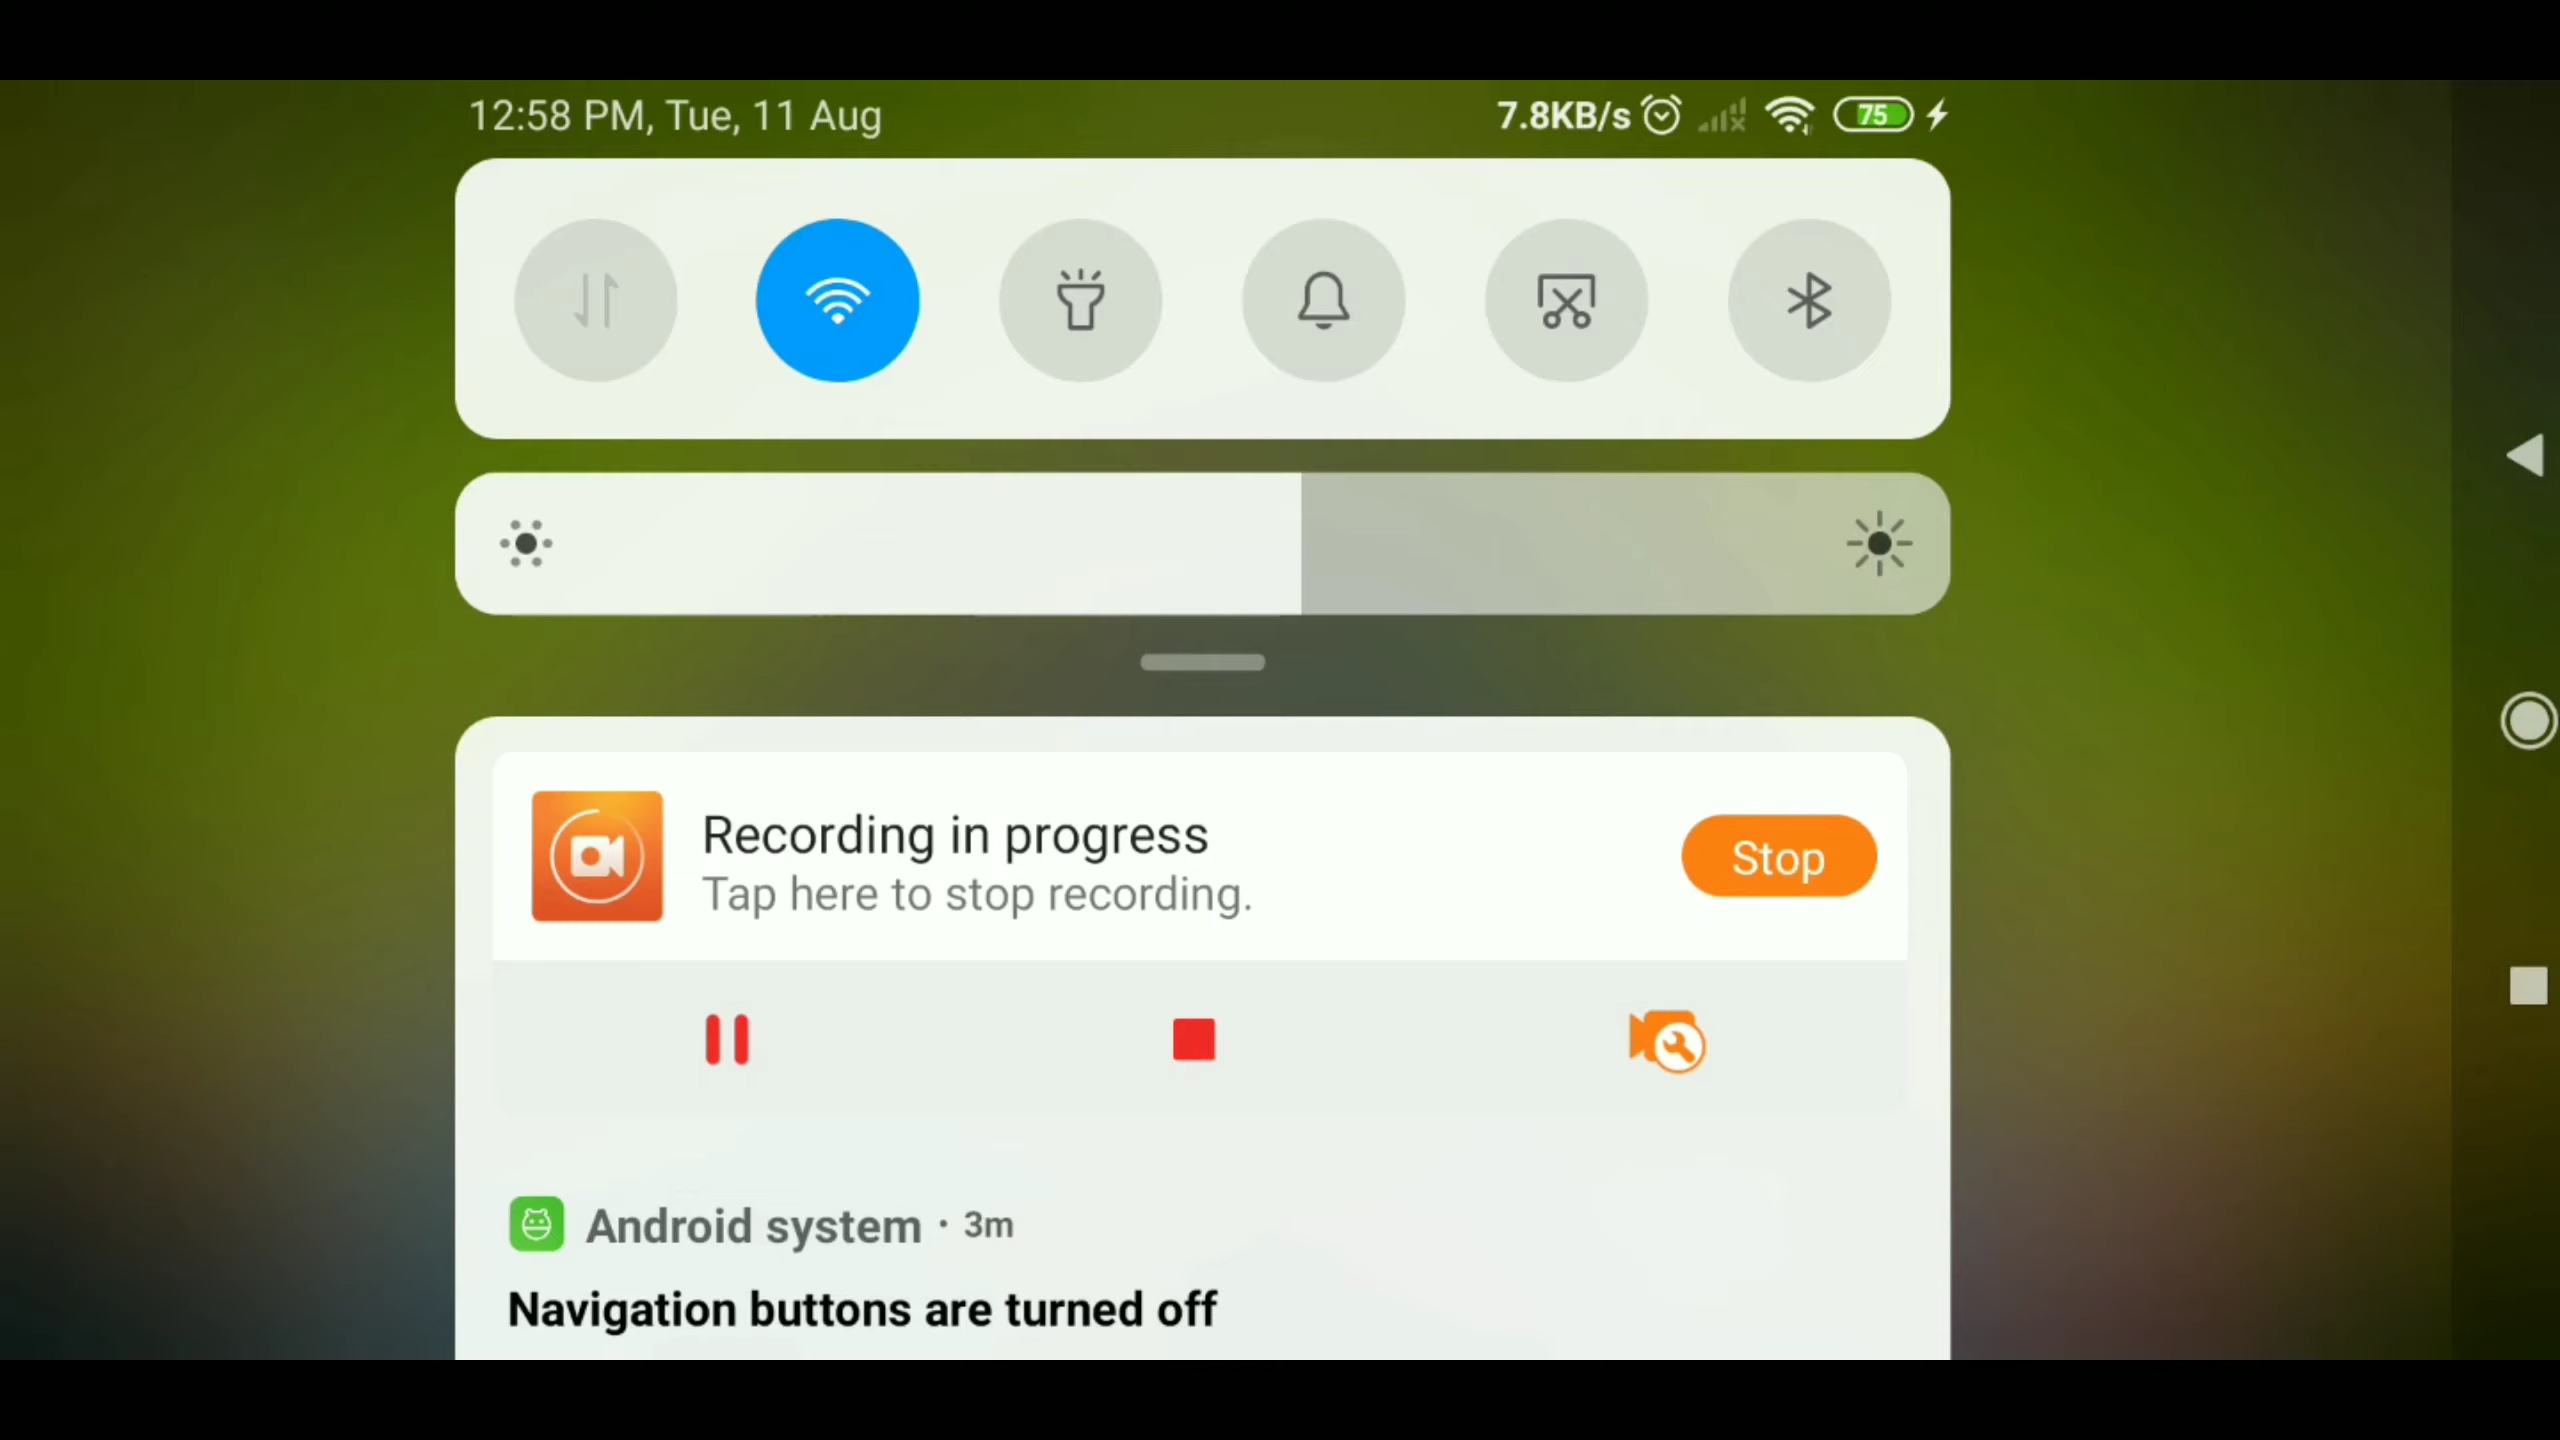 12:58 PM, Tue, 11 Aug
7.8KB/s
75
Recording in progress
Tap here to stop recording.
Stop
Android system · 3m
Navigation buttons are turned off